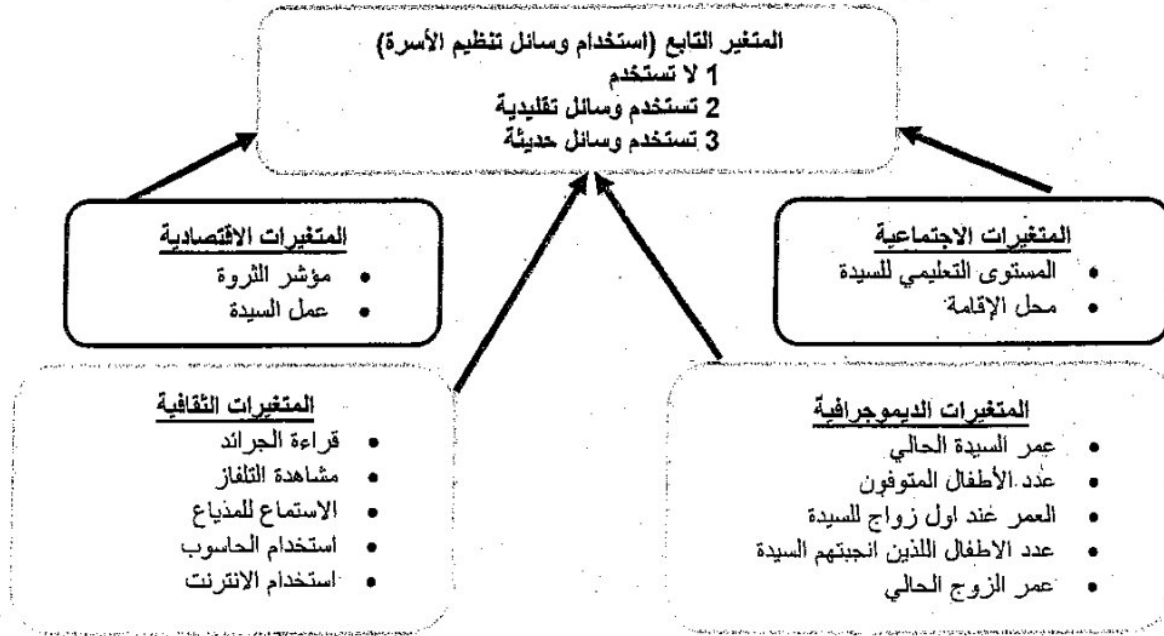 المتغير التابع (استخدام وسائل تنظيم الأسرة)
1 لا تستخدم
2 تستخدم وسائل تقليدية
3 تستخدم وسائل حديثة
المتغيرات الاجتماعية
• المستوى التعليمي للسيدة
• محل الإقامة
المتغيرات الاقتصادية
• مؤشر الثروة
• عمل السيدة
المتغيرات الديموجرافية
• عمر السيدة الحالي
• عدد الأطفال المتوفون
• العمر عند اول زواج للسيدة
• عدد الاطفال اللذين انجبتهم السيدة
• عمر الزوج الحالي
المتغيرات الثقافية
• قراءة الجرائد
• مشاهدة التلفاز
• الاستماع للمذياع
• استخدام الحاسوب
• استخدام الانترنت